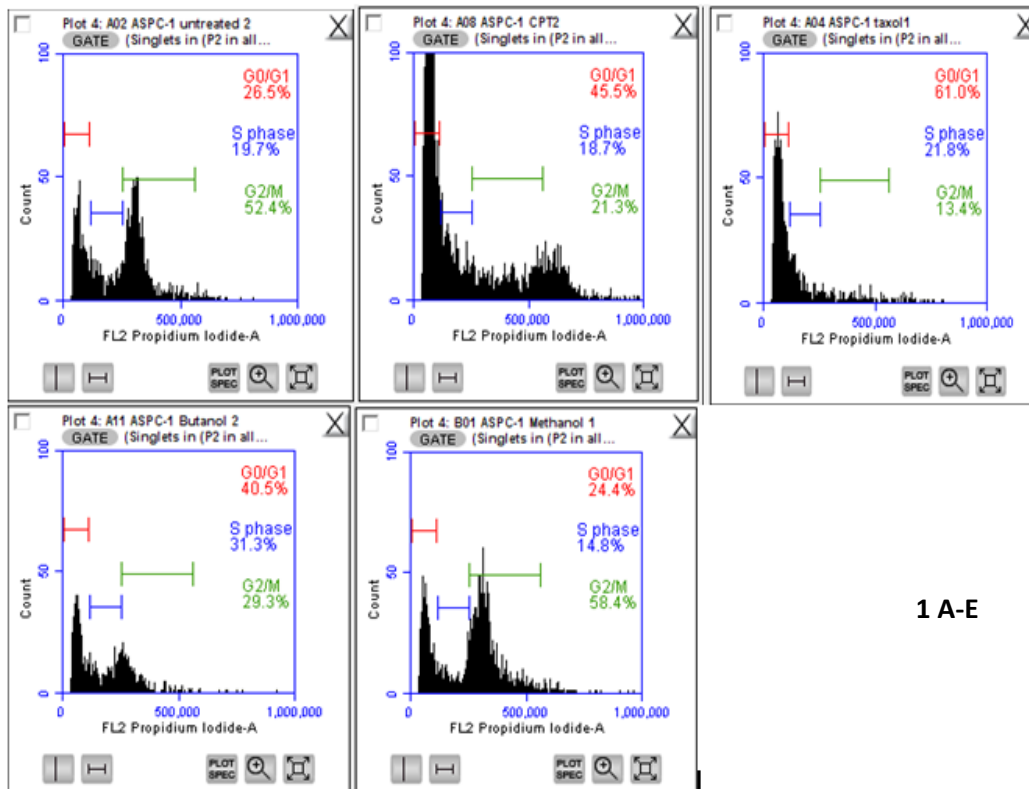 Plot 4: A02 ASPC-1 untreated 2
GATE (Singlets in (P2 in all...
X
100
50
0
Count
G0/G1
26.5%
S phase
19.7%
G2/M
52.4%
0 500,000 1,000,000
FL2 Propidium Iodide-A
PLOT
SPEC
Plot 4: A08 ASPC-1 CPT2
GATE (Singlets in (P2 in all...
X
100
50
0
Count
G0/G1
45.5%
S phase
18.7%
G2/M
21.3%
0 500,000 1,000,000
FL2 Propidium Iodide-A
PLOT
SPEC
Plot 4: A04 ASPC-1 taxol1
GATE (Singlets in (P2 in all...
X
100
50
0
Count
G0/G1
61.0%
S phase
21.8%
G2/M
13.4%
0 500,000 1,000,000
FL2 Propidium Iodide-A
PLOT
SPEC
Plot 4: A11 ASPC-1 Butanol 2
GATE (Singlets in (P2 in all...
X
100
50
0
Count
G0/G1
40.5%
S phase
31.3%
G2/M
29.3%
0 500,000 1,000,000
FL2 Propidium Iodide-A
PLOT
SPEC
Plot 4: B01 ASPC-1 Methanol 1
GATE (Singlets in (P2 in all...
X
100
50
0
Count
G0/G1
24.4%
S phase
14.8%
G2/M
58.4%
0 500,000 1,000,000
FL2 Propidium Iodide-A
PLOT
SPEC
1 A-E